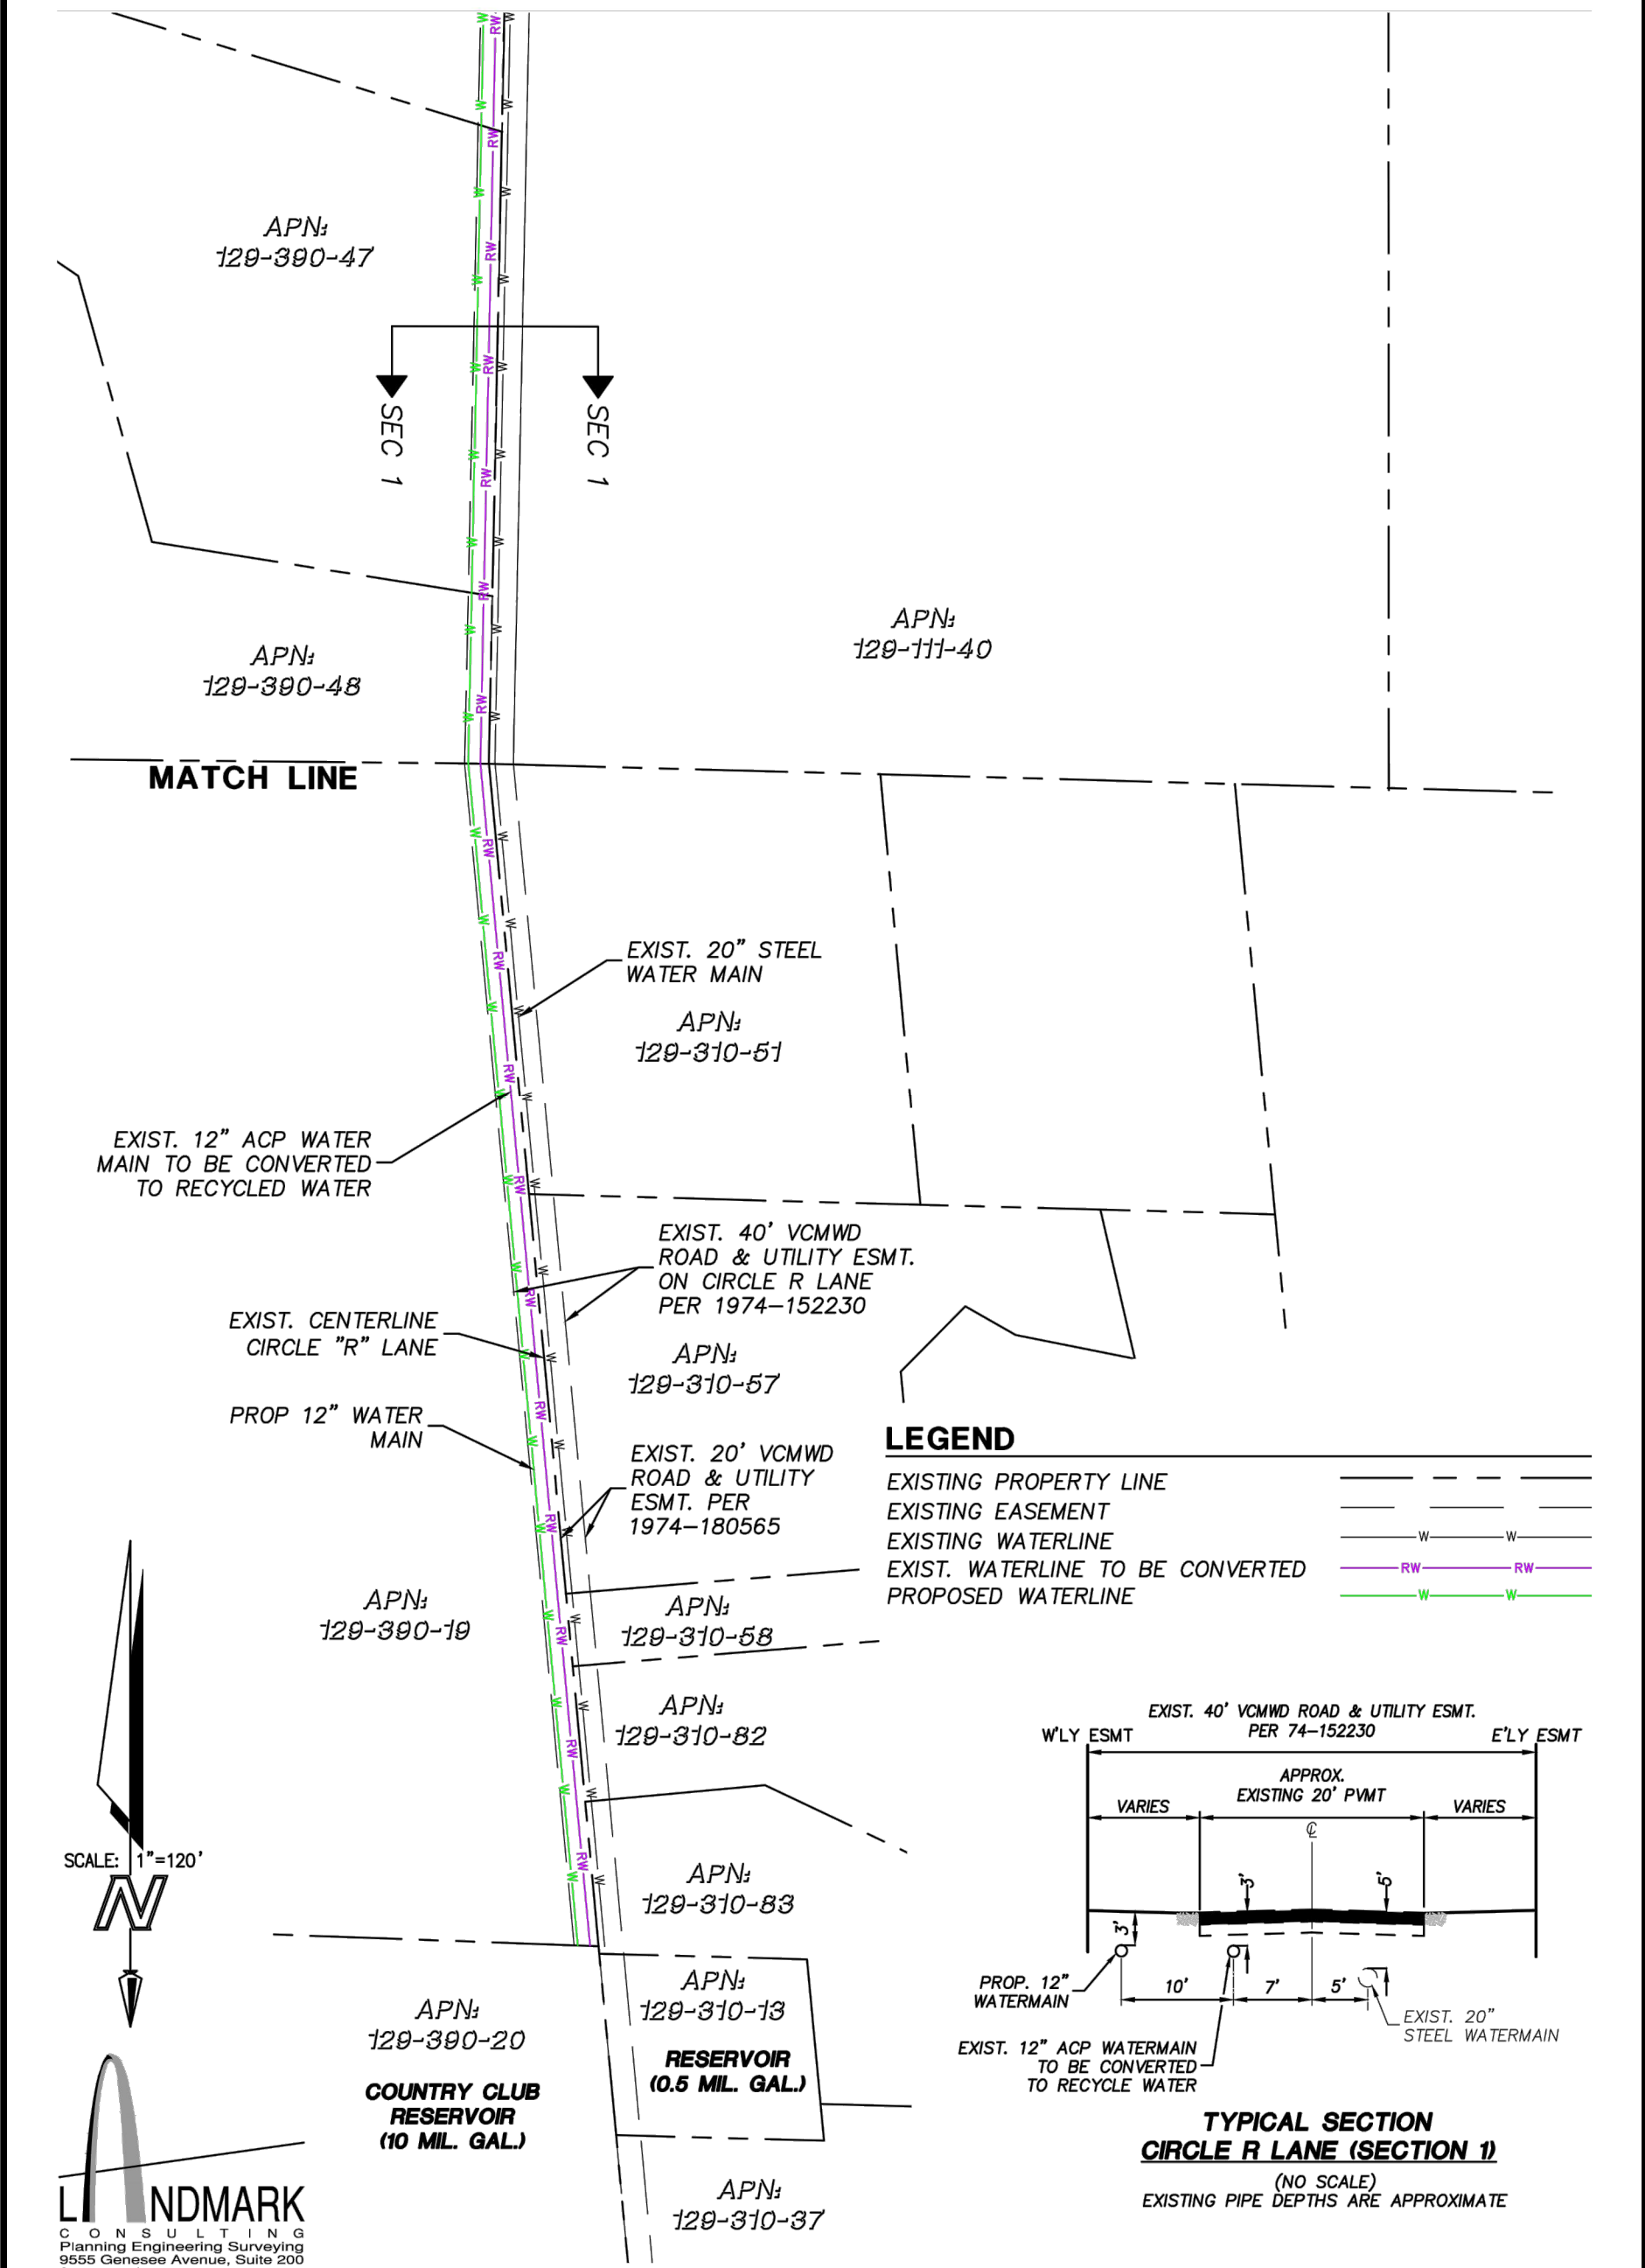 APN:
129-390-47
SEC 1
SEC 1
APN:
129-111-40
APN:
129-390-48
MATCH LINE
EXIST. 20" STEEL
WATER MAIN
APN:
129-310-51
EXIST. 12" ACP WATER
MAIN TO BE CONVERTED
TO RECYCLED WATER
EXIST. 40' VCMWD
ROAD & UTILITY ESMT.
ON CIRCLE R LANE
PER 1974-152230
EXIST. CENTERLINE
CIRCLE "R" LANE
APN:
129-310-57
PROP 12" WATER
MAIN
EXIST. 20' VCMWD
ROAD & UTILITY
ESMT. PER
1974-180565
LEGEND
EXISTING PROPERTY LINE
EXISTING EASEMENT
EXISTING WATERLINE
W W
EXIST. WATERLINE TO BE CONVERTED
RW RW
PROPOSED WATERLINE
W W
APN:
129-390-19
APN:
129-310-58
APN:
129-310-82
SCALE: 1"=120'
N
APN:
129-310-83
APN:
129-310-13
RESERVOIR
(0.5 MIL. GAL.)
APN:
129-390-20
COUNTRY CLUB
RESERVOIR
(10 MIL. GAL.)
APN:
129-310-37
EXIST. 40' VCMWD ROAD & UTILITY ESMT.
PER 74-152230
W'LY ESMT
E'LY ESMT
APPROX.
EXISTING 20' PVMT
VARIES
VARIES
℄
3'
5'
3'
10'
7'
5'
PROP. 12"
WATERMAIN
EXIST. 20"
STEEL WATERMAIN
EXIST. 12" ACP WATERMAIN
TO BE CONVERTED
TO RECYCLE WATER
TYPICAL SECTION
CIRCLE R LANE (SECTION 1)
(NO SCALE)
EXISTING PIPE DEPTHS ARE APPROXIMATE
LANDMARK
CONSULTING
Planning Engineering Surveying
9555 Genesee Avenue, Suite 200